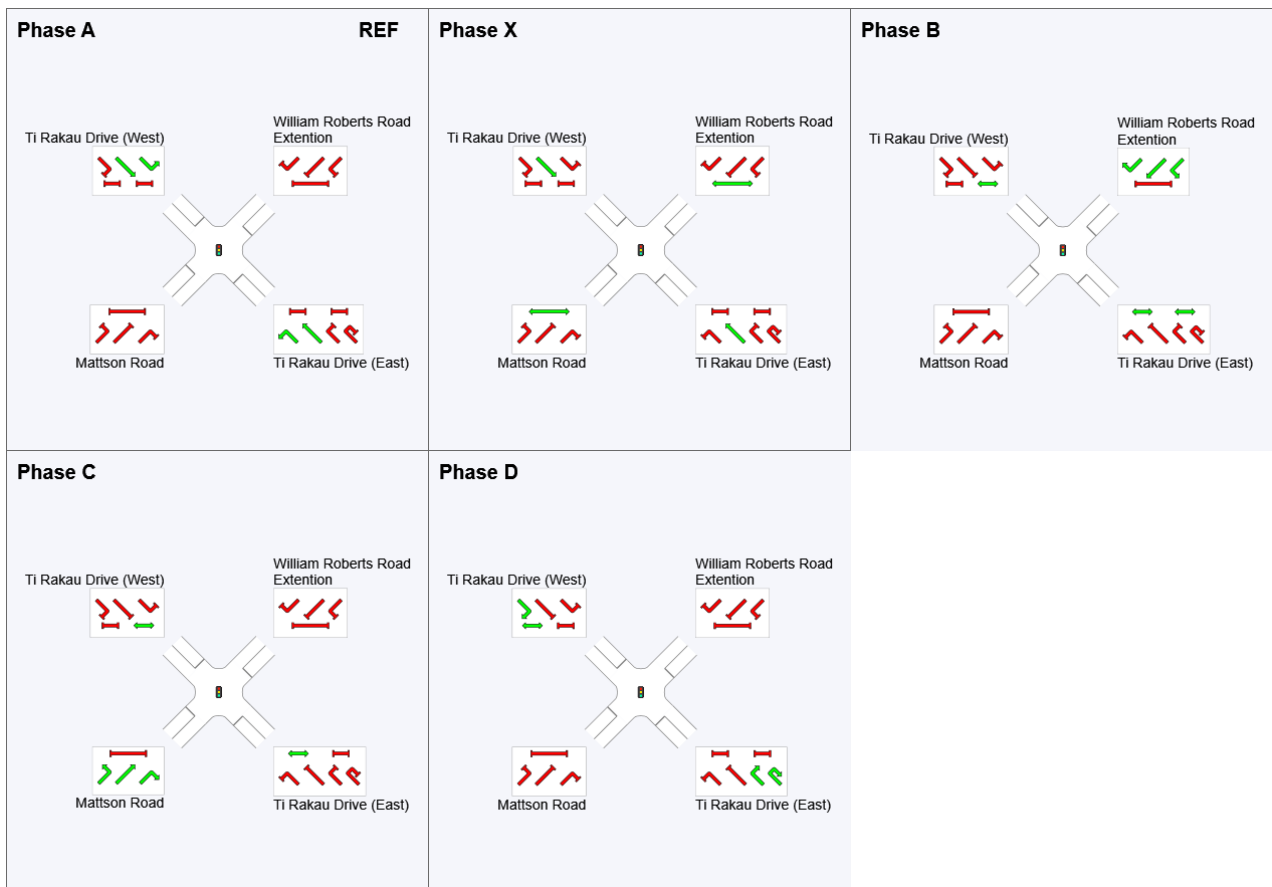 Phase A
REF
Ti Rakau Drive (West)
William Roberts Road
Extention
Mattson Road
Ti Rakau Drive (East)
Phase X
Ti Rakau Drive (West)
William Roberts Road
Extention
Mattson Road
Ti Rakau Drive (East)
Phase B
Ti Rakau Drive (West)
William Roberts Road
Extention
Mattson Road
Ti Rakau Drive (East)
Phase C
Ti Rakau Drive (West)
William Roberts Road
Extention
Mattson Road
Ti Rakau Drive (East)
Phase D
Ti Rakau Drive (West)
William Roberts Road
Extention
Mattson Road
Ti Rakau Drive (East)